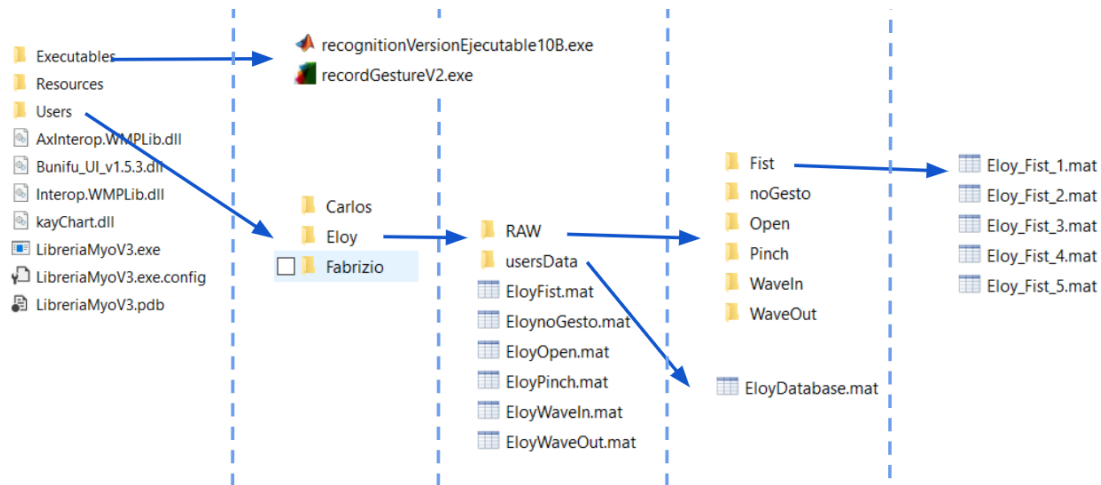 Executables
Resources
Users
AxInterop.WMPLib.dll
Bunifu_UI_v1.5.3.dll
Interop.WMPLib.dll
kayChart.dll
LibreriaMyoV3.exe
LibreriaMyoV3.exe.config
LibreriaMyoV3.pdb
recognitionVersionEjecutable10B.exe
recordGestureV2.exe
Carlos
Eloy
Fabrizio
RAW
usersData
EloyFist.mat
EloynoGesto.mat
EloyOpen.mat
EloyPinch.mat
EloyWaveIn.mat
EloyWaveOut.mat
Fist
noGesto
Open
Pinch
WaveIn
WaveOut
EloyDatabase.mat
Eloy_Fist_1.mat
Eloy_Fist_2.mat
Eloy_Fist_3.mat
Eloy_Fist_4.mat
Eloy_Fist_5.mat